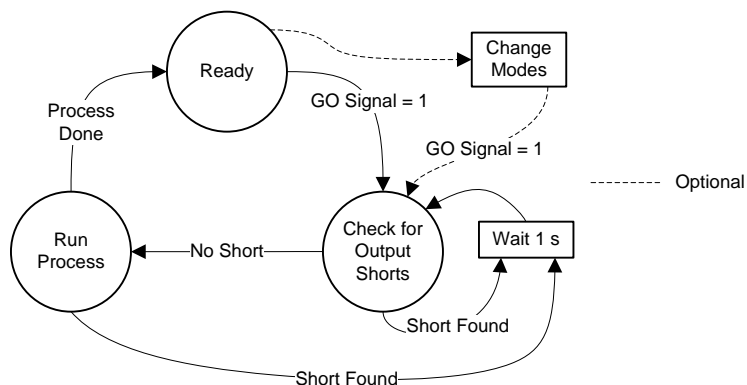 Ready
Change
Modes
GO Signal = 1
Process
Done
GO Signal = 1
Optional
Run
Process
No Short
Check for
Output
Shorts
Wait 1 s
Short Found
Short Found